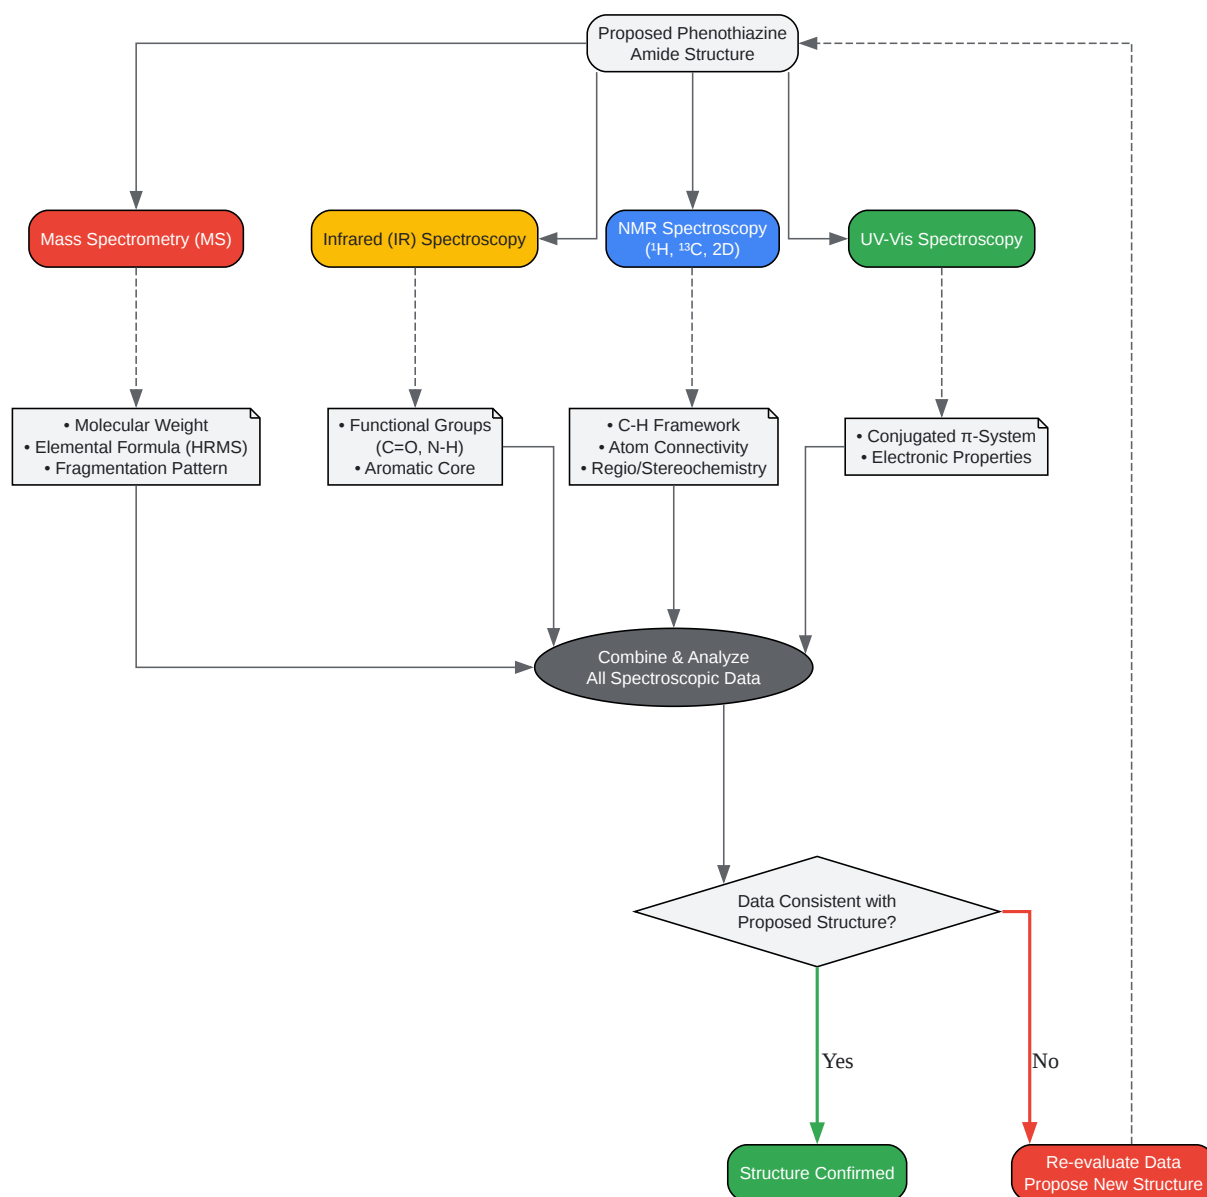 Proposed Phenothiazine
Amide Structure
Mass Spectrometry (MS)
Infrared (IR) Spectroscopy
NMR Spectroscopy
(¹H, ¹³C, 2D)
UV-Vis Spectroscopy
• Molecular Weight
• Elemental Formula (HRMS)
• Fragmentation Pattern
• Functional Groups
(C=O, N-H)
• Aromatic Core
• C-H Framework
• Atom Connectivity
• Regio/Stereochemistry
• Conjugated π-System
• Electronic Properties
Combine & Analyze
All Spectroscopic Data
Data Consistent with
Proposed Structure?
Yes
No
Structure Confirmed
Re-evaluate Data
Propose New Structure